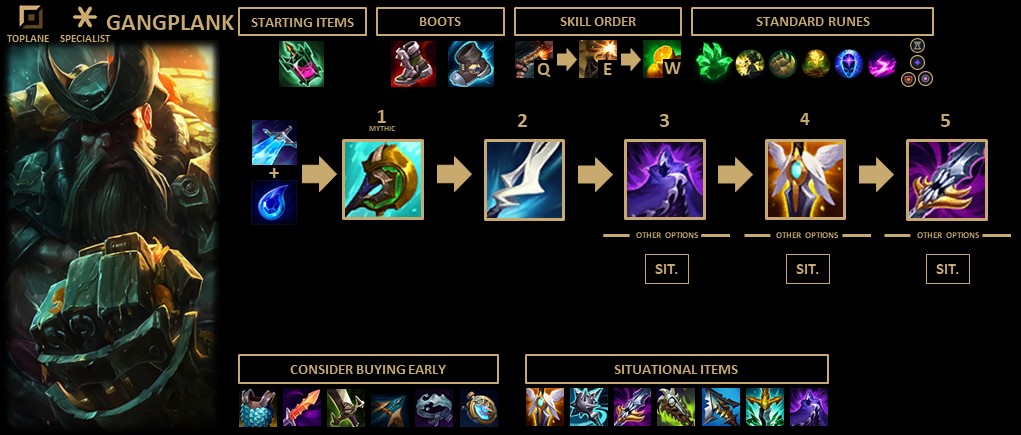 TOPLANE
SPECIALIST
GANGPLANK
STARTING ITEMS
BOOTS
SKILL ORDER
STANDARD RUNES
Q
E
W
1
MYTHIC
2
3
4
5
+
OTHER OPTIONS
OTHER OPTIONS
OTHER OPTIONS
SIT.
SIT.
SIT.
CONSIDER BUYING EARLY
SITUATIONAL ITEMS